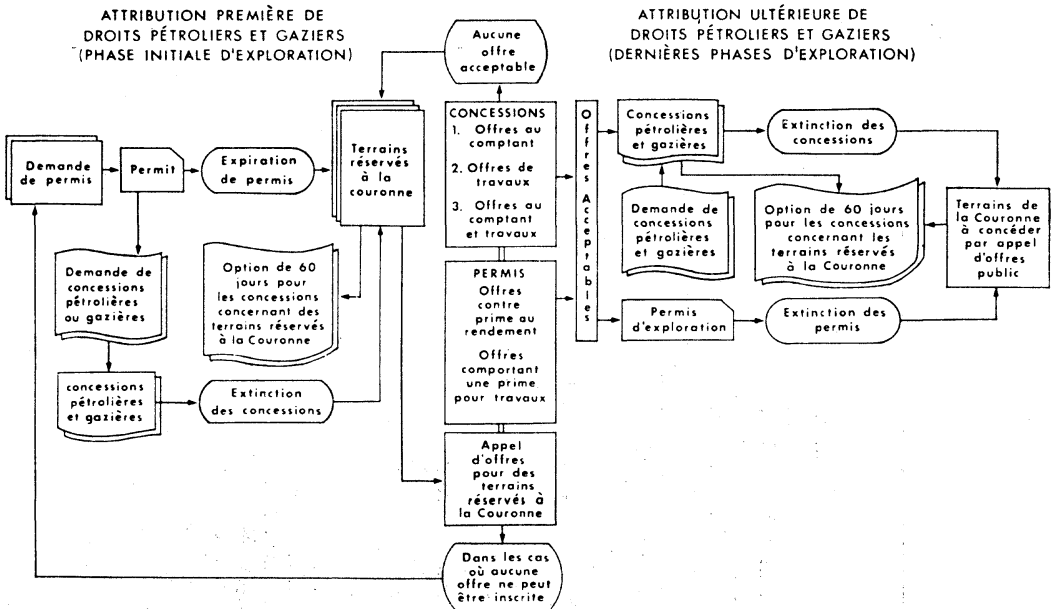 ATTRIBUTION PREMIÈRE DE
DROITS PÉTROLIERS ET GAZIERS
(PHASE INITIALE D'EXPLORATION)
Aucune
offre
acceptable
ATTRIBUTION ULTÉRIEURE DE
DROITS PÉTROLIERS ET GAZIERS
(DERNIÈRES PHASES D'EXPLORATION)
Demande
de permis
Permit
Expiration
de permis
Terrains
réservés
à la
couronne
Demande de
concessions
pétrolières
ou gazières
Option de 60
jours pour
les concessions
concernant des
terrains réservés
à la Couronne
concessions
pétrolières
et gazières
Extinction
des concessions
CONCESSIONS
1. Offres au
comptant
2. Offres de
travaux
3. Offres au
comptant
et travaux
PERMIS
Offres
contre
prime au
rendement
Offres
comportant
une prime
pour travaux
Appel
d'offres
pour des
terrains
réservés à
la Couronne
Dans les cas
où aucune
offre ne peut
être inscrite
Offres Acceptables
Concessions
pétrolières
et gazières
Extinction des
concessions
Demande de
concessions
pétrolières
et gazières
Option de 60 jours
pour les concessions
concernant les
terrains réservés
à la Couronne
Terrains de
la Couronne
à concéder
par appel
d'offres
public
Permis
d'exploration
Extinction des
permis